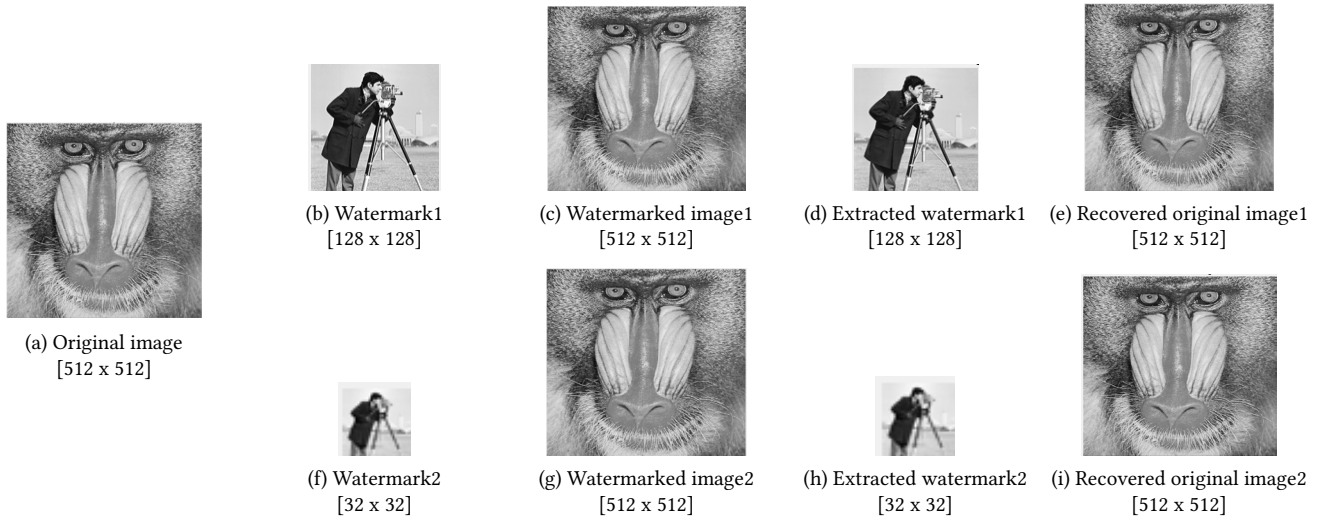 (a) Original image
[512 x 512]
(b) Watermark1
[128 x 128]
(c) Watermarked image1
[512 x 512]
(d) Extracted watermark1
[128 x 128]
(e) Recovered original image1
[512 x 512]
(f) Watermark2
[32 x 32]
(g) Watermarked image2
[512 x 512]
(h) Extracted watermark2
[32 x 32]
(i) Recovered original image2
[512 x 512]